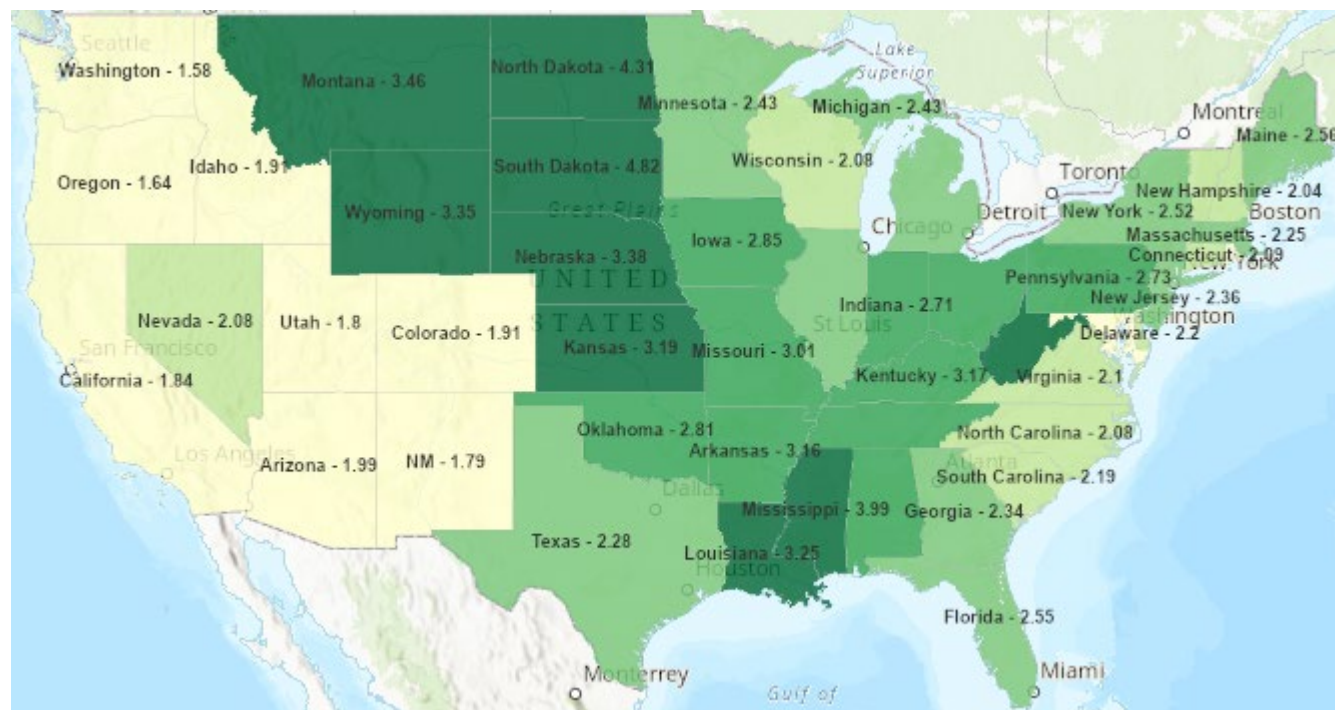 Seattle
Washington - 1.58
Montana - 3.46
North Dakota - 4.31
Minnesota - 2.43
Lake
Superior
Michigan - 2.43
Montreal
Maine - 2.56
Oregon - 1.64
Idaho - 1.91
Wyoming - 3.35
South Dakota - 4.82
Great Plains
Wisconsin - 2.08
Toronto
New Hampshire - 2.04
New York - 2.52
Boston
Detroit
Chicago
Iowa - 2.85
Massachusetts - 2.25
Connecticut - 2.09
New York
Nebraska - 3.38
UNITED
STATES
Pennsylvania - 2.73
New Jersey - 2.36
Washington
Delaware - 2.2
Nevada - 2.08
Utah - 1.8
Colorado - 1.91
Kansas - 3.19
Missouri - 3.01
St Louis
Indiana - 2.71
San Francisco
California - 1.84
Kentucky - 3.17
Virginia - 2.1
Los Angeles
Arizona - 1.99
NM - 1.79
Oklahoma - 2.81
Arkansas - 3.16
North Carolina - 2.08
Atlanta
South Carolina - 2.19
Dallas
Mississippi - 3.99
Georgia - 2.34
Texas - 2.28
Louisiana - 3.25
Houston
Florida - 2.55
Monterrey
Gulf of
Miami